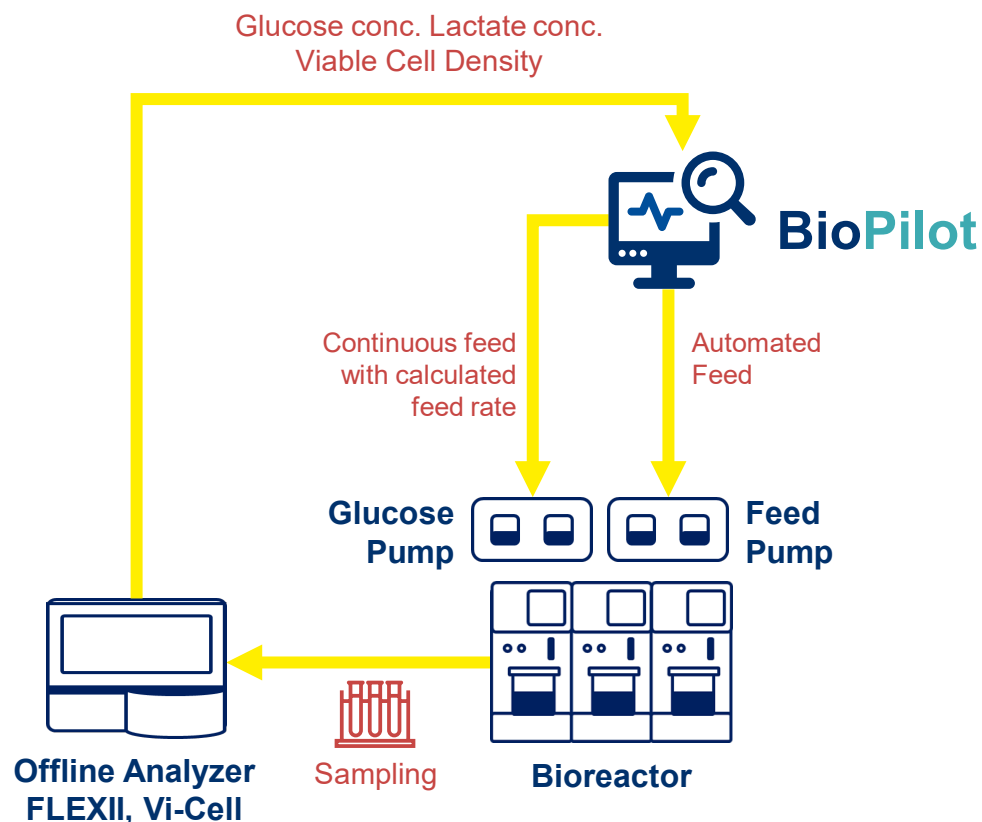 Glucose conc. Lactate conc.
Viable Cell Density
BioPilot
Continuous feed
with calculated
feed rate
Automated
Feed
Glucose
Pump
Feed
Pump
Sampling
Offline Analyzer
FLEXII, Vi-Cell
Bioreactor